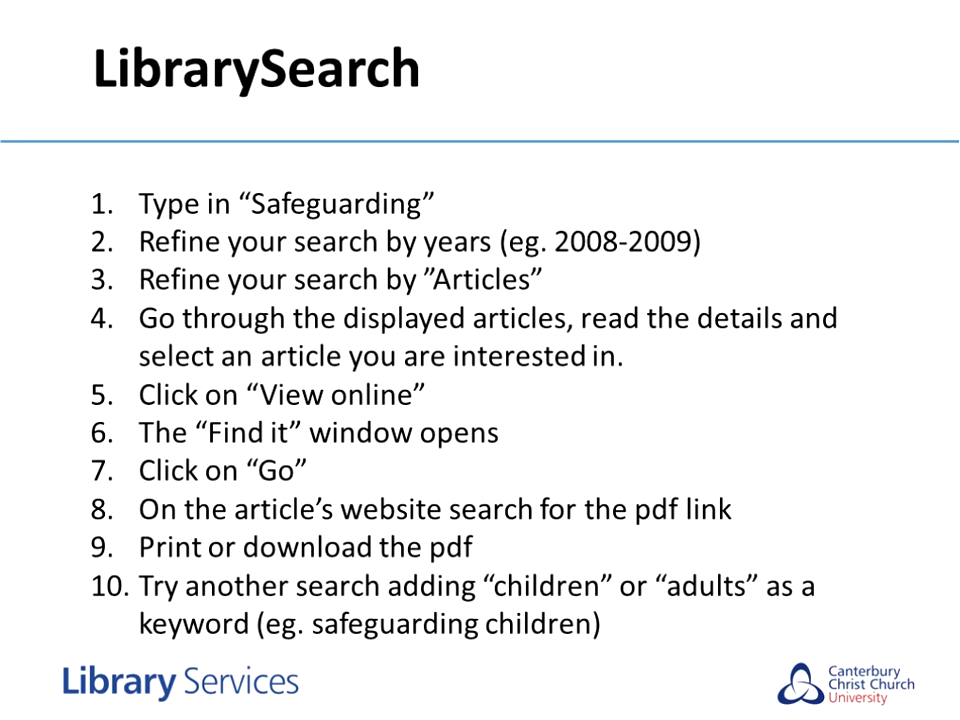 LibrarySearch
1. Type in “Safeguarding”
2. Refine your search by years (eg. 2008-2009)
3. Refine your search by ”Articles”
4. Go through the displayed articles, read the details and
select an article you are interested in.
5. Click on “View online”
6. The “Find it” window opens
7. Click on “Go”
8. On the article’s website search for the pdf link
9. Print or download the pdf
10. Try another search adding “children” or “adults” as a
keyword (eg. safeguarding children)
Library Services
Canterbury
Christ Church
University